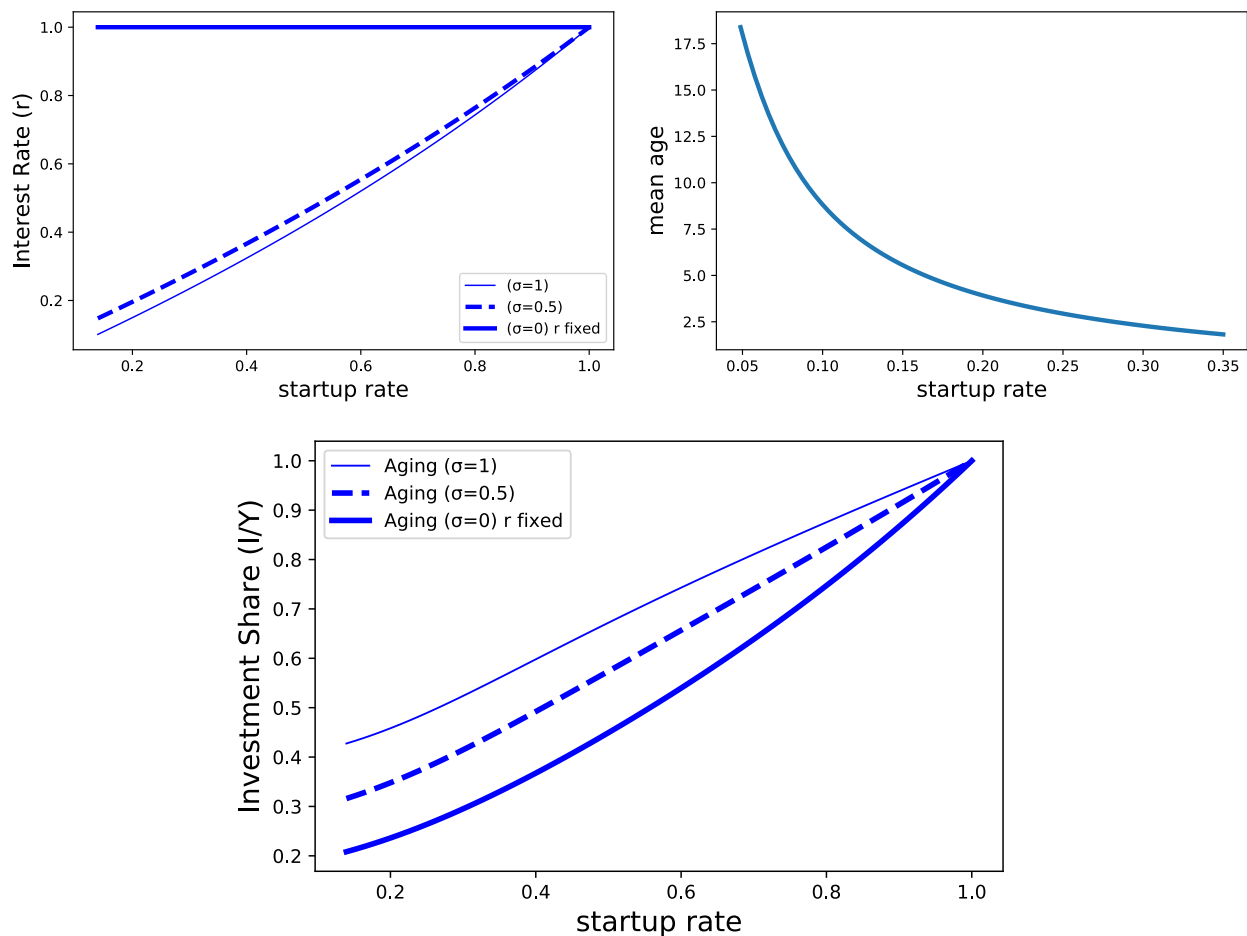 Interest Rate (r)
1.0
0.8
0.6
0.4
0.2
(σ=1)
(σ=0.5)
(σ=0) r fixed
0.2 0.4 0.6 0.8 1.0
startup rate
mean age
17.5
15.0
12.5
10.0
7.5
5.0
2.5
0.05 0.10 0.15 0.20 0.25 0.30 0.35
startup rate
Investment Share (I/Y)
1.0
0.9
0.8
0.7
0.6
0.5
0.4
0.3
0.2
Aging (σ=1)
Aging (σ=0.5)
Aging (σ=0) r fixed
0.2 0.4 0.6 0.8 1.0
startup rate